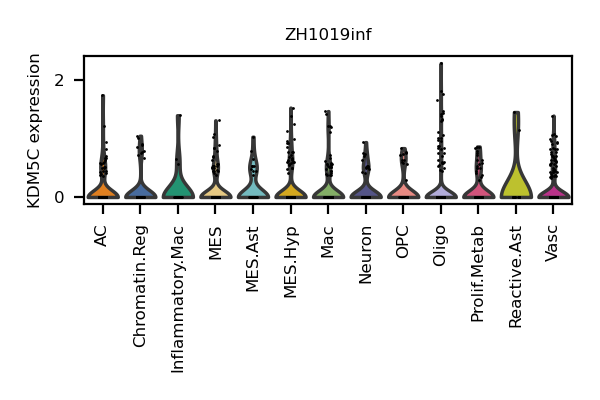 ZH1019inf
KDM5C expression
2
0
AC
Chromatin.Reg
Inflammatory.Mac
MES
MES.Ast
MES.Hyp
Mac
Neuron
OPC
Oligo
Prolif.Metab
Reactive.Ast
Vasc